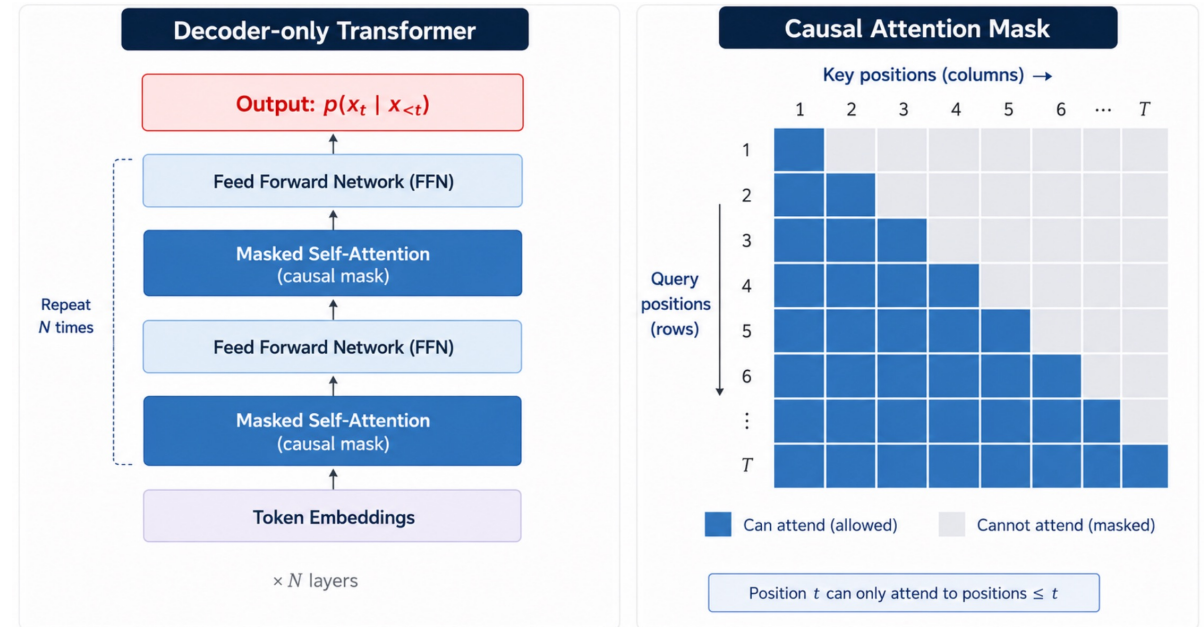 Decoder-only Transformer
Output: p(xₜ | x<ₜ)
Feed Forward Network (FFN)
Masked Self-Attention
(causal mask)
Feed Forward Network (FFN)
Masked Self-Attention
(causal mask)
Token Embeddings
Repeat
N times
× N layers
Causal Attention Mask
Key positions (columns) →
1 2 3 4 5 6 ⋯ T
Query
positions
(rows)
1
2
3
4
5
6
⋮
T
Can attend (allowed)
Cannot attend (masked)
Position t can only attend to positions ≤ t